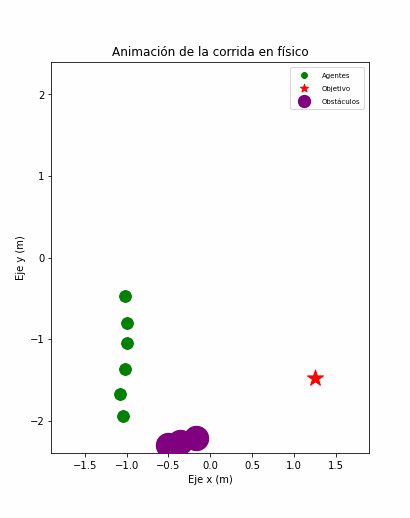 Animación de la corrida en físico
Agentes
Objetivo
Obstáculos
2
1
0
−1
−2
Eje y (m)
−1.5 −1.0 −0.5 0.0 0.5 1.0 1.5
Eje x (m)